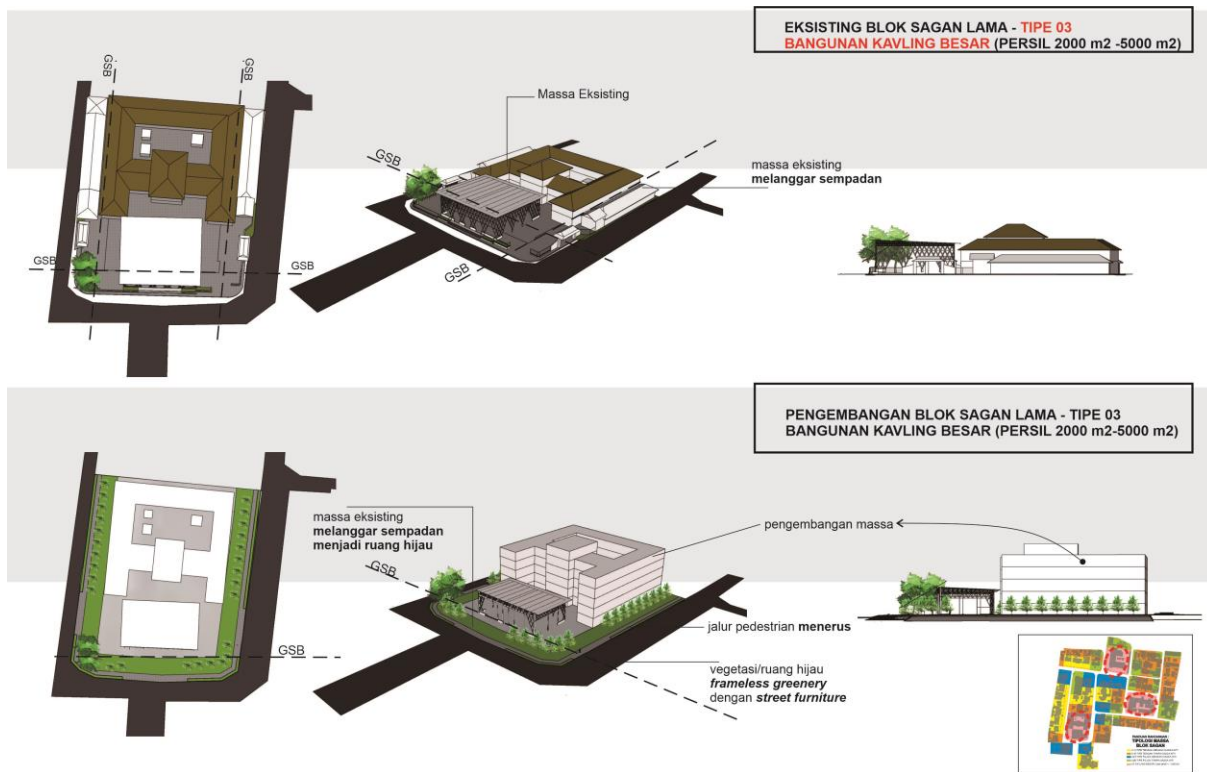 EKSISTING BLOK SAGAN LAMA - TIPE 03
BANGUNAN KAVLING BESAR (PERSIL 2000 m2 -5000 m2)
GSB
GSB
Massa Eksisting
GSB
massa eksisting
melanggar sempadan
GSB
GSB
GSB
PENGEMBANGAN BLOK SAGAN LAMA - TIPE 03
BANGUNAN KAVLING BESAR (PERSIL 2000 m2-5000 m2)
massa eksisting
melanggar sempadan
menjadi ruang hijau
pengembangan massa
GSB
jalur pedestrian menerus
GSB
vegetasi/ruang hijau
frameless greenery
dengan street furniture
PANDUAN BANGUNAN :
TIPOLOGI MASSA
BLOK SAGAN